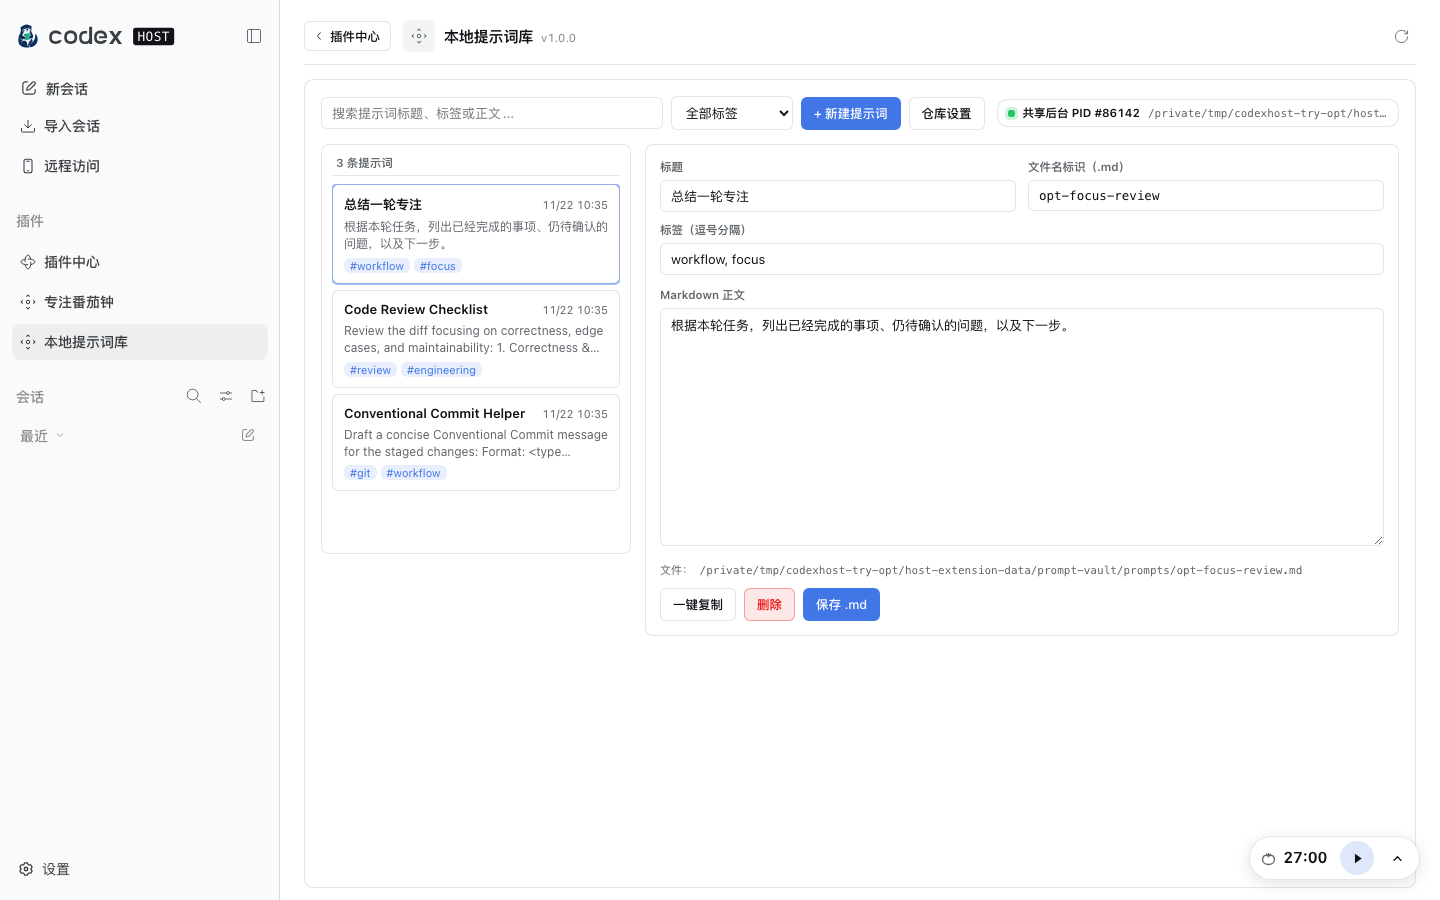 codex HOST
新会话
导入会话
远程访问
插件
插件中心
专注番茄钟
本地提示词库
会话
最近
设置
插件中心
本地提示词库 v1.0.0
搜索提示词标题、标签或正文...
全部标签
+ 新建提示词
仓库设置
共享后台 PID #86142 /private/tmp/codexhost-try-opt/host…
3 条提示词
总结一轮专注 11/22 10:35
根据本轮任务，列出已经完成的事项、仍待确认的
问题，以及下一步。
#workflow #focus
Code Review Checklist 11/22 10:35
Review the diff focusing on correctness, edge
cases, and maintainability: 1. Correctness &...
#review #engineering
Conventional Commit Helper 11/22 10:35
Draft a concise Conventional Commit message
for the staged changes: Format: <type...
#git #workflow
标题
总结一轮专注
文件名标识（.md）
opt-focus-review
标签（逗号分隔）
workflow, focus
Markdown 正文
根据本轮任务，列出已经完成的事项、仍待确认的问题，以及下一步。
文件： /private/tmp/codexhost-try-opt/host-extension-data/prompt-vault/prompts/opt-focus-review.md
一键复制
删除
保存 .md
27:00